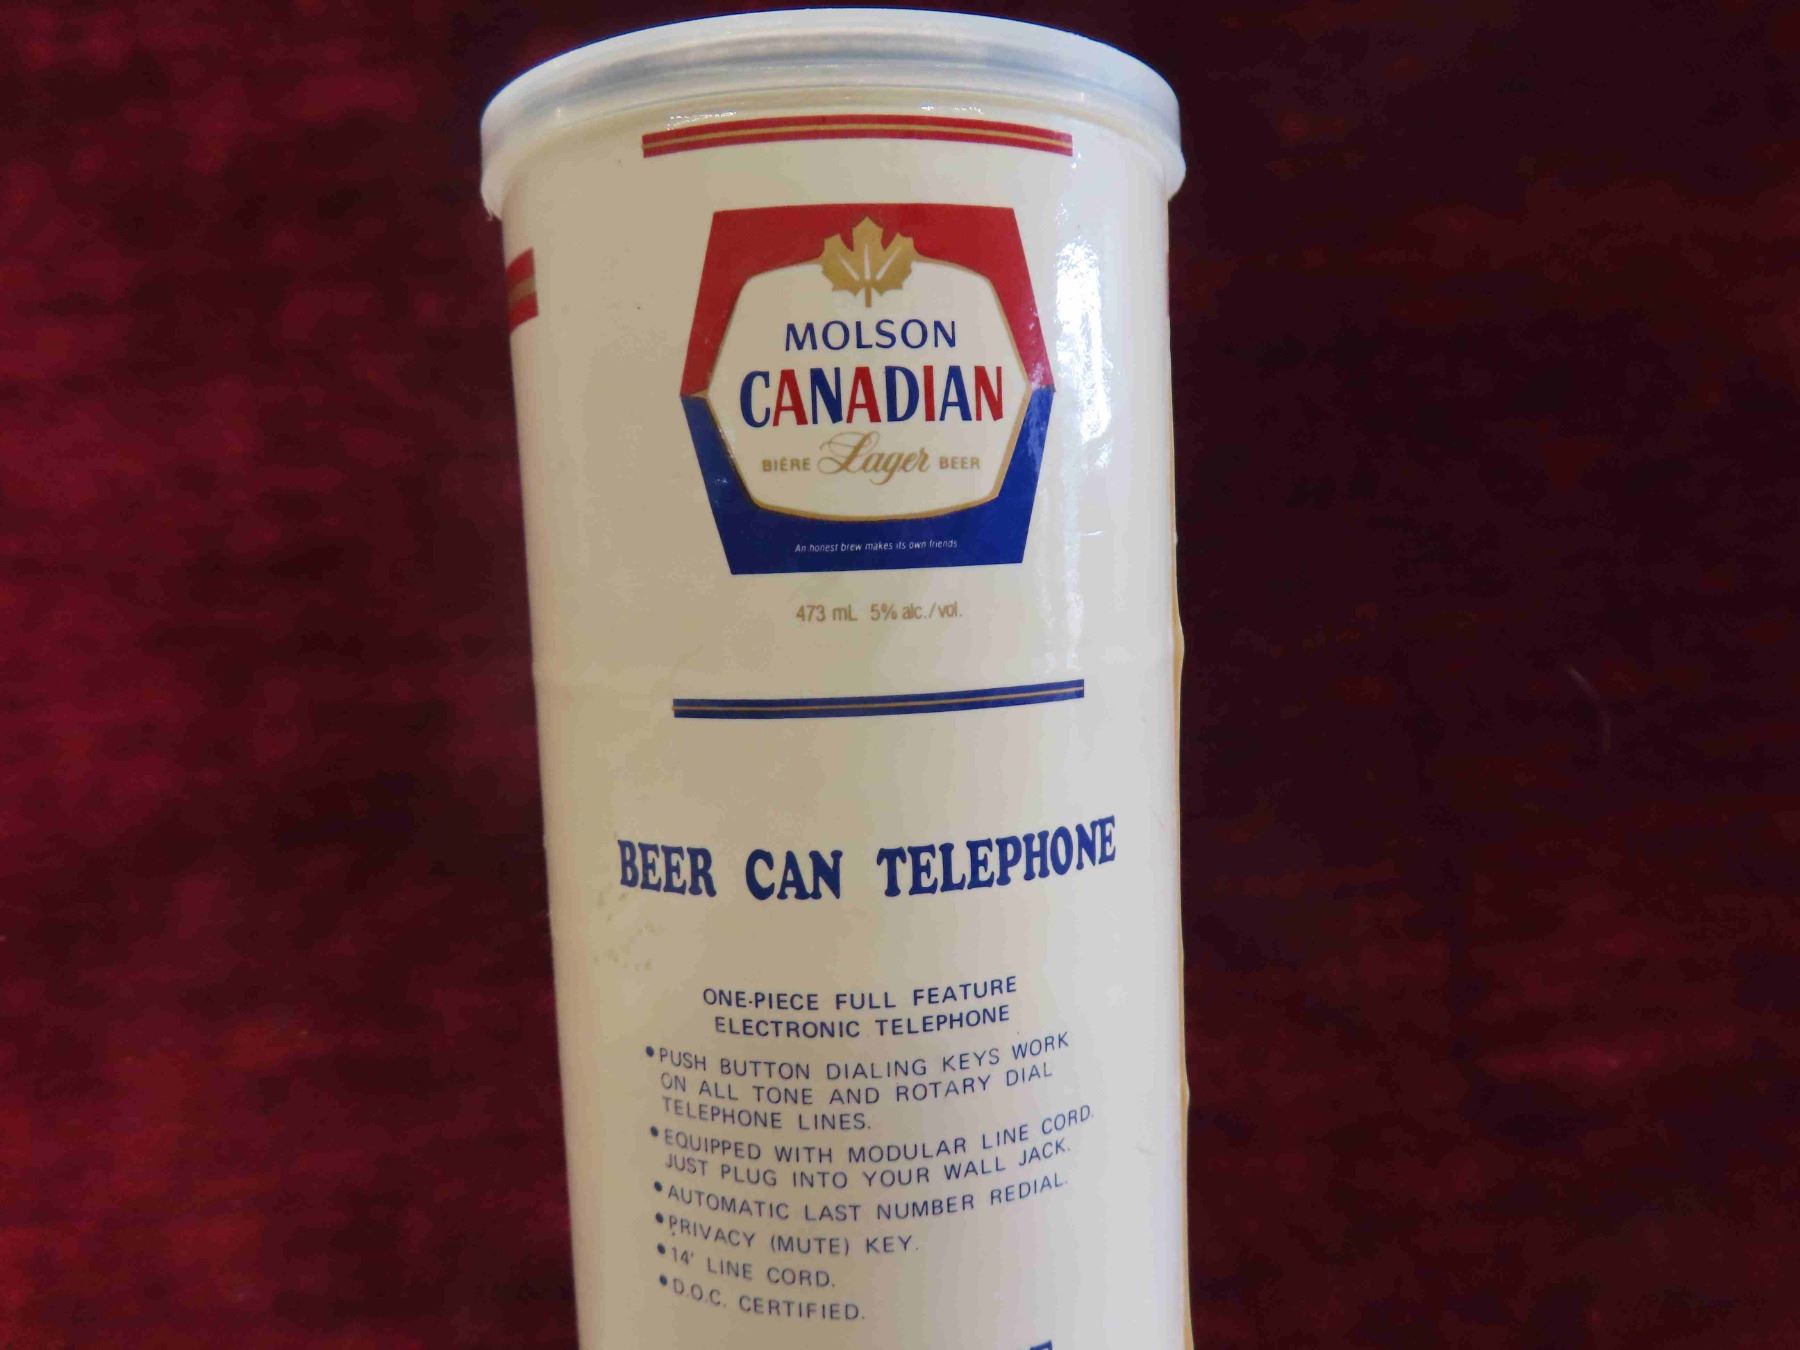 MOLSON
CANADIAN
BIÈRE Lager BEER
An honest brew makes its own friends
473 mL 5% alc./vol.
BEER CAN TELEPHONE
ONE-PIECE FULL FEATURE
ELECTRONIC TELEPHONE
•PUSH BUTTON DIALING KEYS WORK
ON ALL TONE AND ROTARY DIAL
TELEPHONE LINES.
•EQUIPPED WITH MODULAR LINE CORD.
JUST PLUG INTO YOUR WALL JACK.
•AUTOMATIC LAST NUMBER REDIAL.
•PRIVACY (MUTE) KEY.
•14' LINE CORD.
•D.O.C. CERTIFIED.